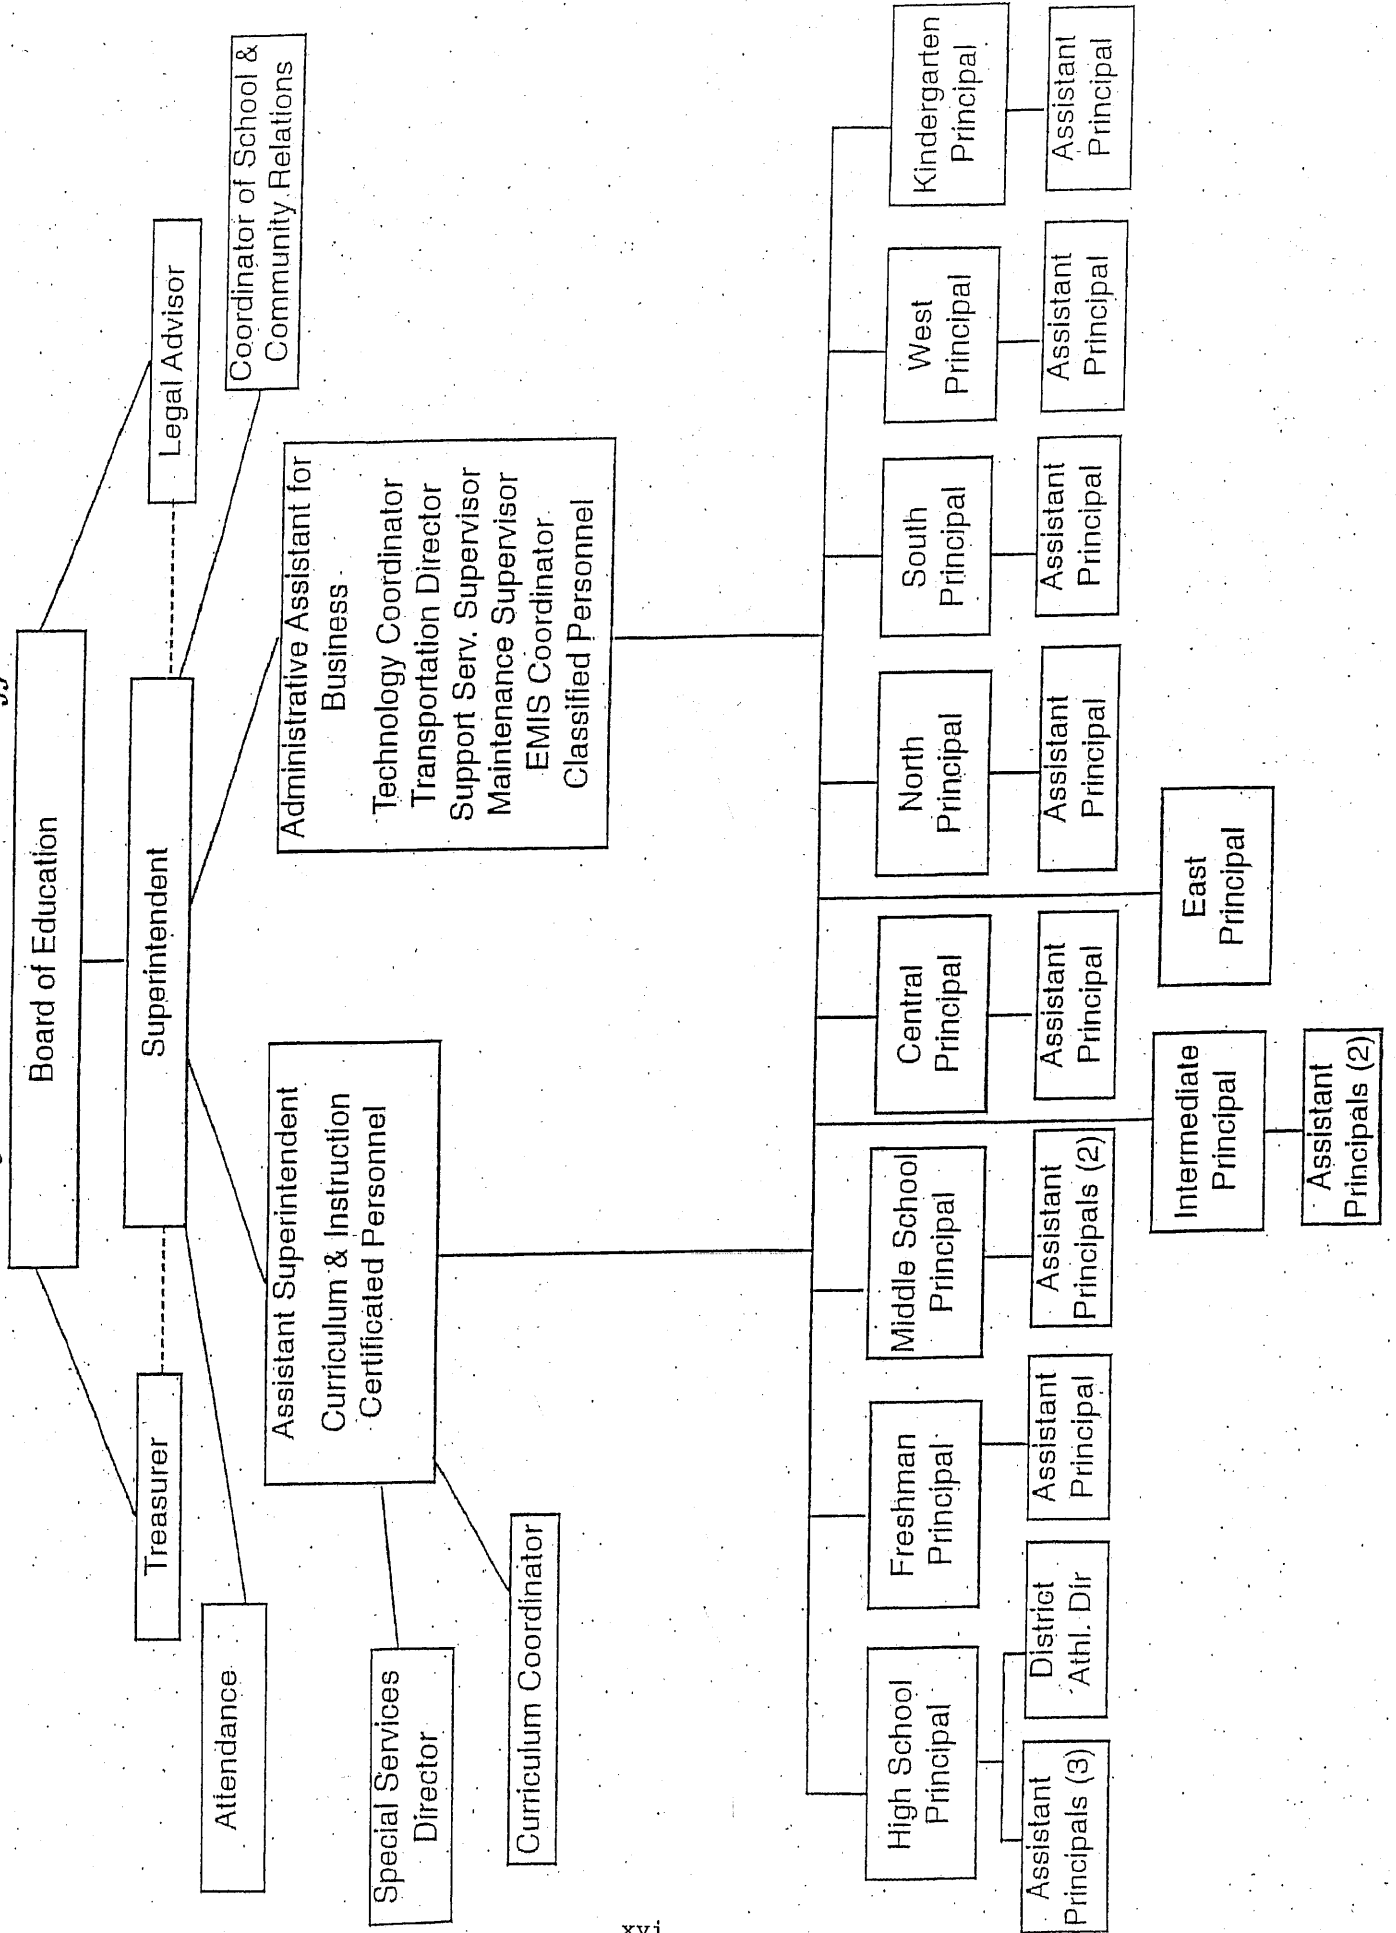 Board of Education
Treasurer
Superintendent
Legal Advisor
Attendance
Coordinator of School &
Community Relations
Assistant Superintendent
Curriculum & Instruction
Certificated Personnel
Administrative Assistant for
Business
Technology Coordinator
Transportation Director
Support Serv. Supervisor
Maintenance Supervisor
EMIS Coordinator
Classified Personnel
Special Services
Director
Curriculum Coordinator
High School
Principal
Freshman
Principal
Middle School
Principal
Central
Principal
North
Principal
South
Principal
West
Principal
Kindergarten
Principal
Assistant
Principals (3)
District
Athl. Dir
Assistant
Principal
Assistant
Principals (2)
Assistant
Principal
Assistant
Principal
Assistant
Principal
Assistant
Principal
Assistant
Principal
Intermediate
Principal
East
Principal
Assistant
Principals (2)
xvi